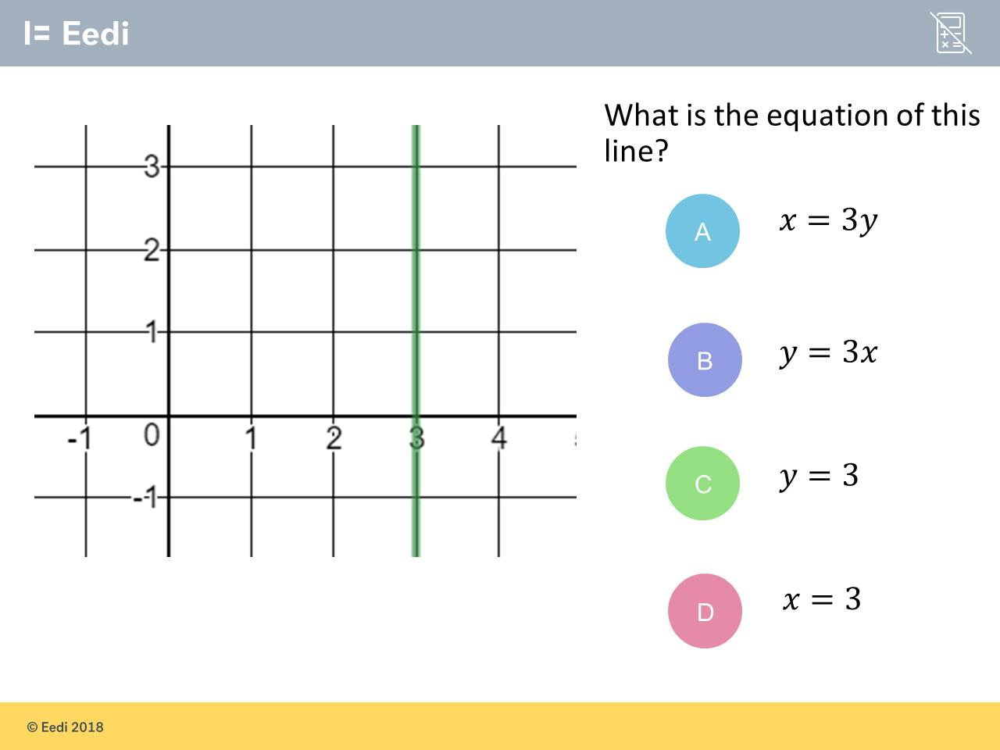 Eedi
What is the equation of this
line?
3
2
1
-1 0 1 2 3 4
-1
A x = 3y
B y = 3x
C y = 3
D x = 3
© Eedi 2018